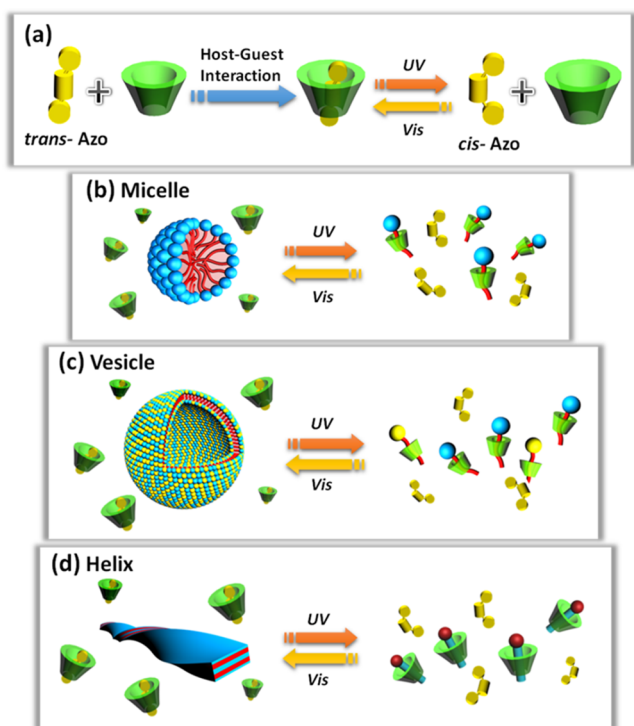 (a)
Host-Guest
Interaction
UV
Vis
trans- Azo
cis- Azo
(b) Micelle
UV
Vis
(c) Vesicle
UV
Vis
(d) Helix
UV
Vis